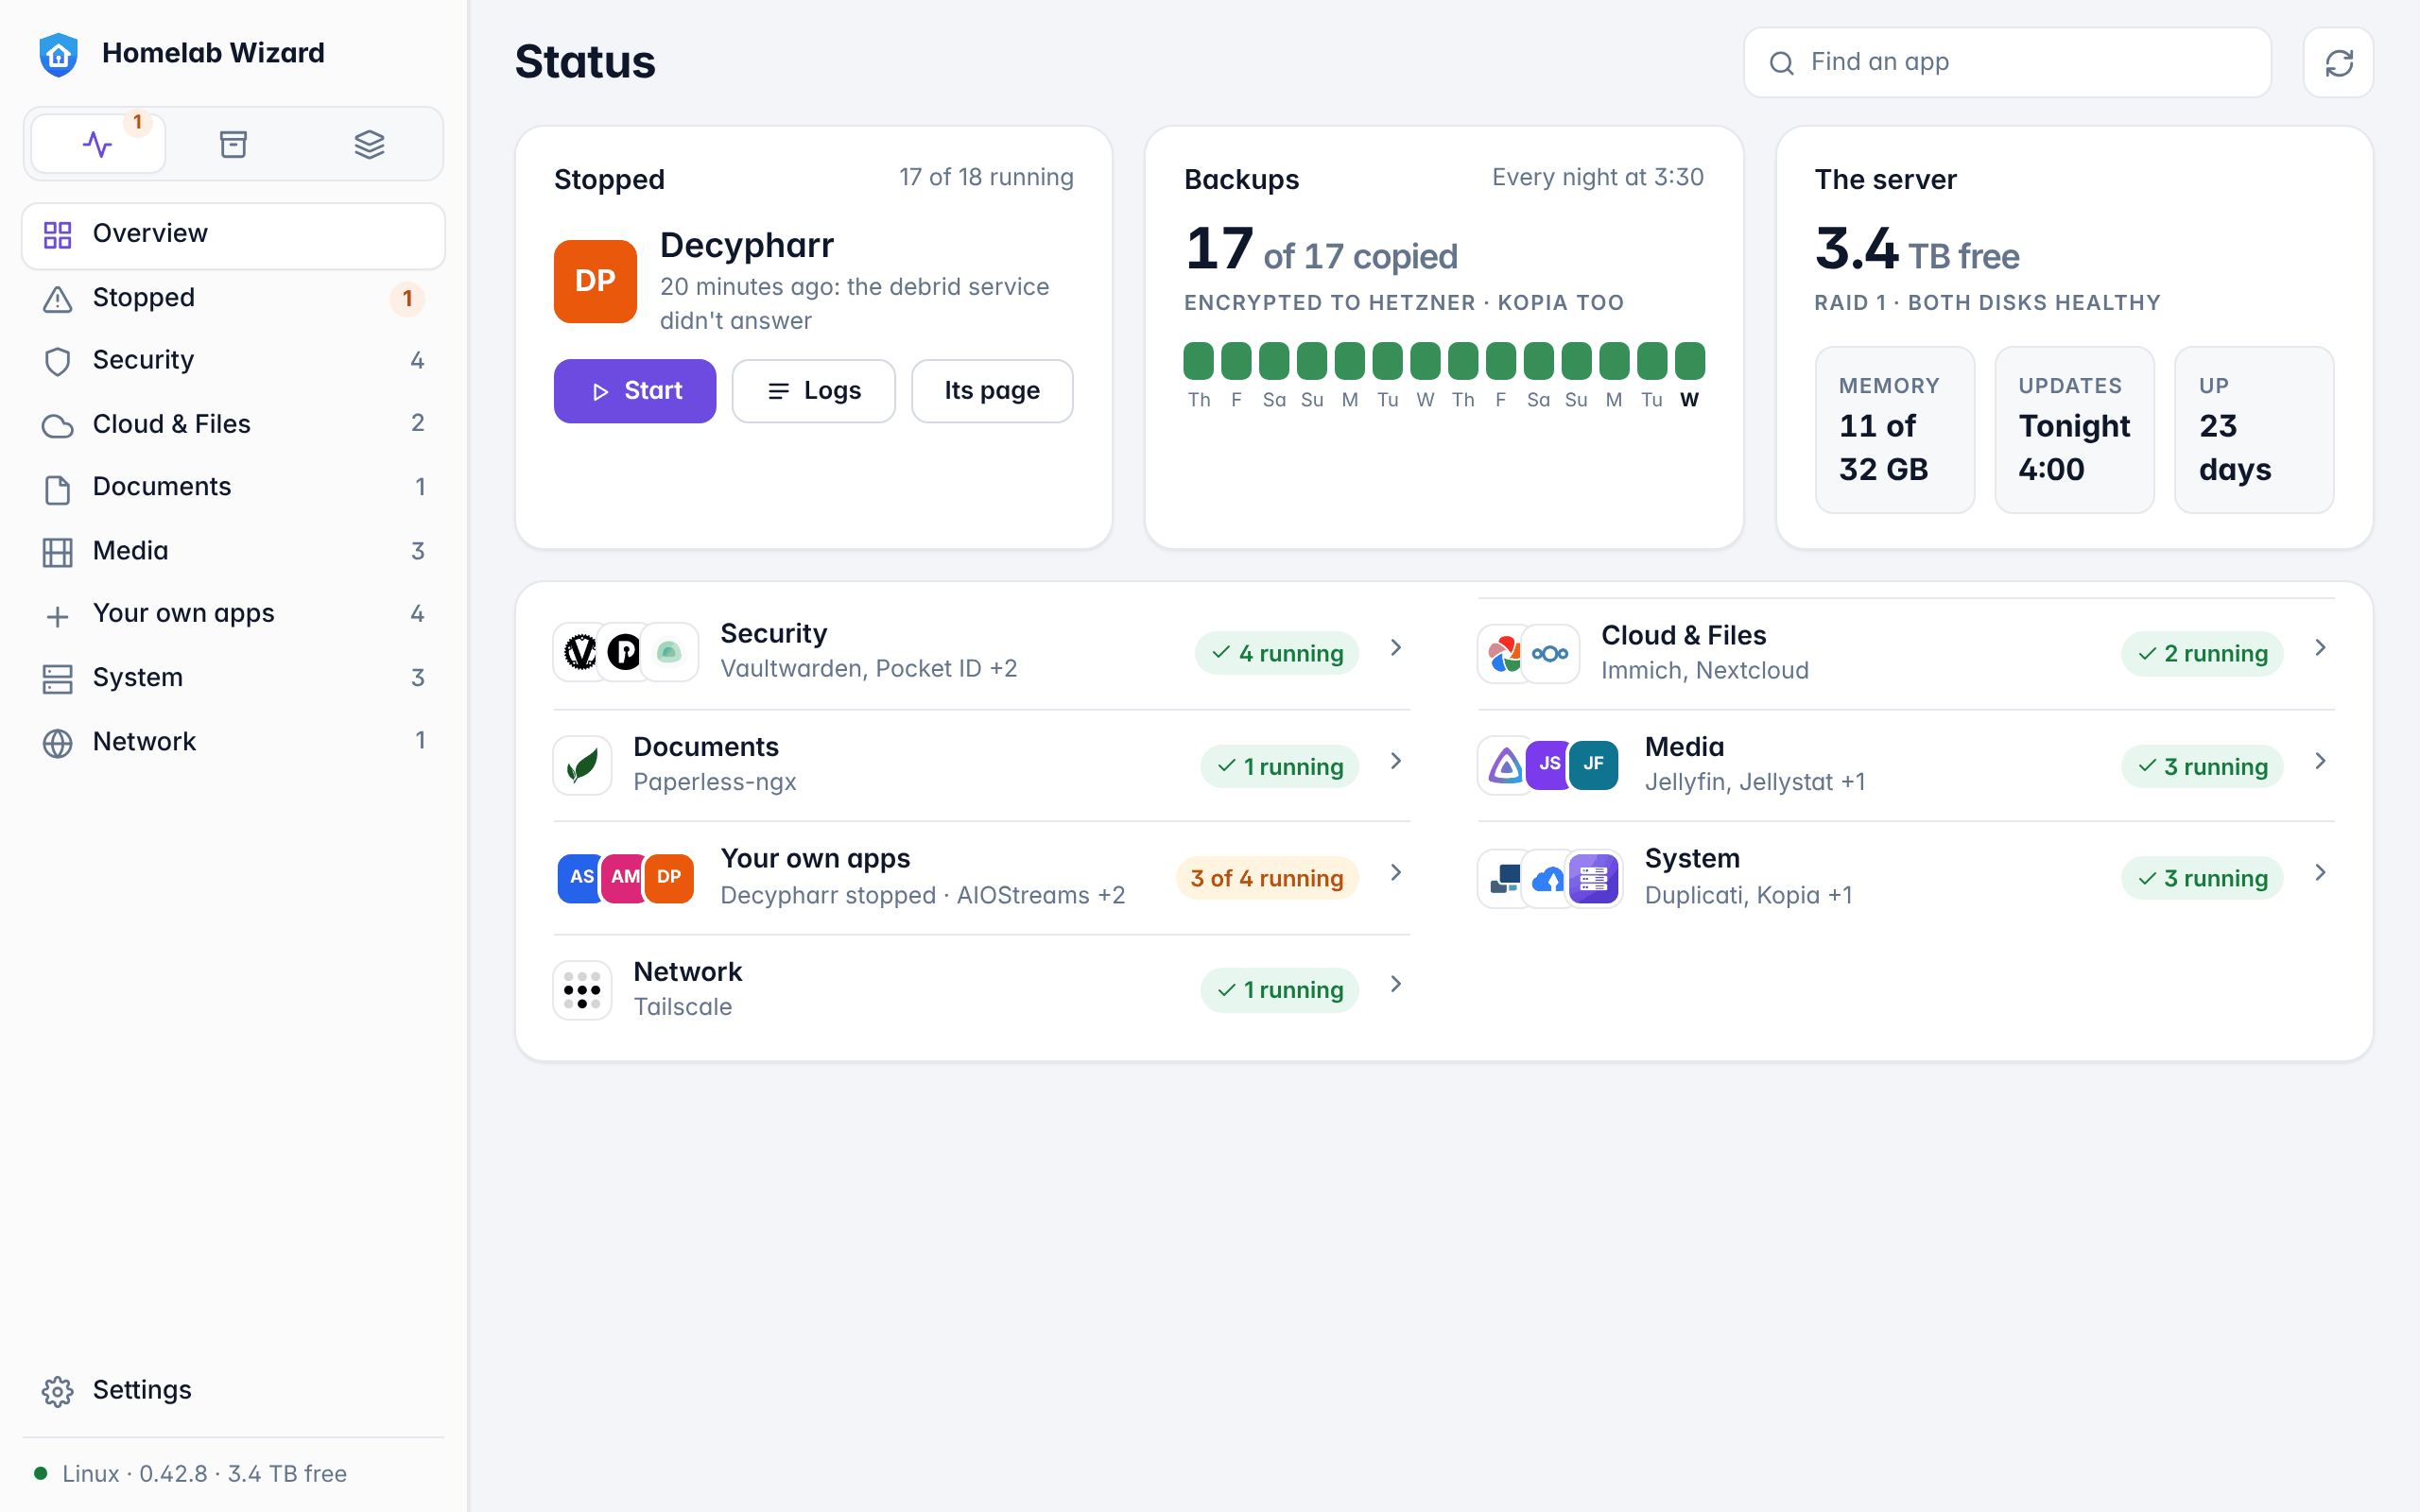 Homelab Wizard
1
Overview
Stopped 1
Security 4
Cloud & Files 2
Documents 1
Media 3
Your own apps 4
System 3
Network 1
Settings
Linux · 0.42.8 · 3.4 TB free
Status
Find an app
Stopped 17 of 18 running
DP
Decypharr
20 minutes ago: the debrid service
didn't answer
Start Logs Its page
Backups Every night at 3:30
17 of 17 copied
ENCRYPTED TO HETZNER · KOPIA TOO
Th F Sa Su M Tu W Th F Sa Su M Tu W
The server
3.4 TB free
RAID 1 · BOTH DISKS HEALTHY
MEMORY
11 of
32 GB
UPDATES
Tonight
4:00
UP
23
days
Security
Vaultwarden, Pocket ID +2
4 running
Cloud & Files
Immich, Nextcloud
2 running
Documents
Paperless-ngx
1 running
JS JF
Media
Jellyfin, Jellystat +1
3 running
AS AM DP
Your own apps
Decypharr stopped · AIOStreams +2
3 of 4 running
System
Duplicati, Kopia +1
3 running
Network
Tailscale
1 running